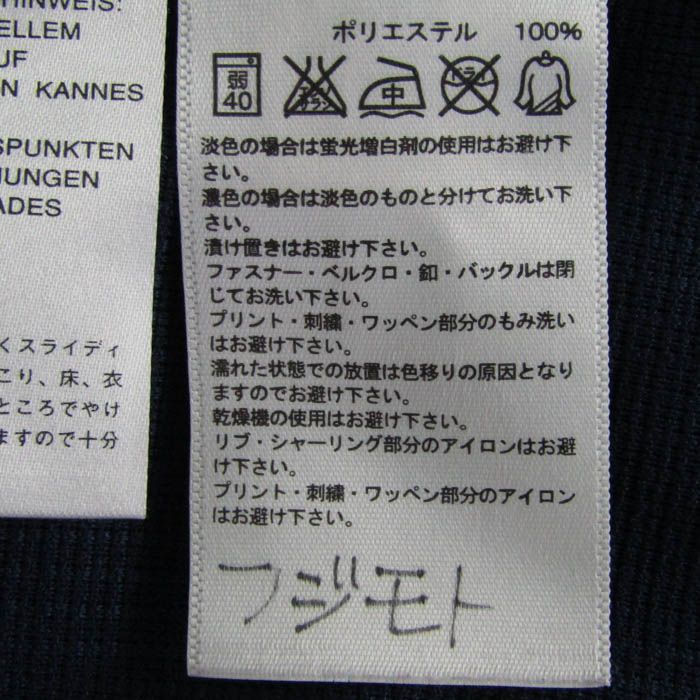 HINWEIS:
ELLEM
UF
N KANNES
SPUNKTEN
JUNGEN
ADES
くスライディ
こり、床、衣
ところでやけ
ますので十分
ポリエステル 100%
弱
40
エンソ
サラシ
中
ドライ
淡色の場合は蛍光増白剤の使用はお避け下
さい。
濃色の場合は淡色のものと分けてお洗い下
さい。
漬け置きはお避け下さい。
ファスナー・ベルクロ・釦・バックルは閉
じてお洗い下さい。
プリント・刺繍・ワッペン部分のもみ洗い
はお避け下さい。
濡れた状態での放置は色移りの原因となり
ますのでお避け下さい。
乾燥機の使用はお避け下さい。
リブ・シャーリング部分のアイロンはお避
け下さい。
プリント・刺繍・ワッペン部分のアイロン
はお避け下さい。
フジモト